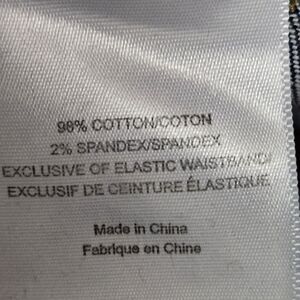 98% COTTON/COTON
2% SPANDEX/SPANDEX
EXCLUSIVE OF ELASTIC WAISTBAND/
EXCLUSIF DE CEINTURE ÉLASTIQUE
Made in China
Fabrique en Chine